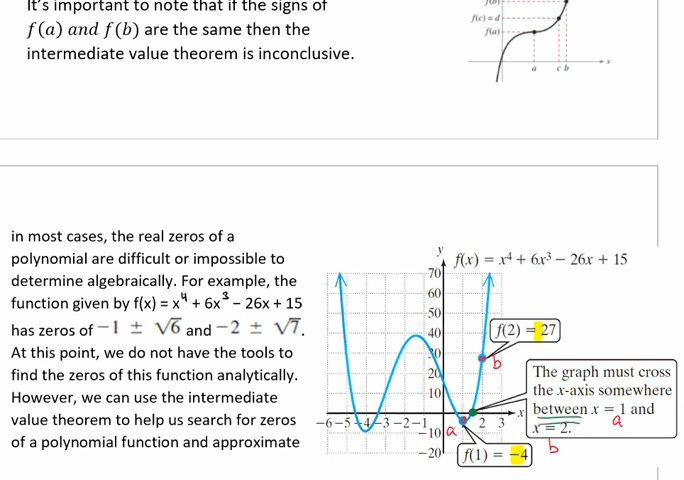 It's important to note that if the signs of
f(a) and f(b) are the same then the
intermediate value theorem is inconclusive.
f(c) = d
f(a)
a
c b
x
in most cases, the real zeros of a
polynomial are difficult or impossible to
determine algebraically. For example, the
function given by f(x) = x⁴ + 6x³ – 26x + 15
has zeros of −1 ± √6 and −2 ± √7.
At this point, we do not have the tools to
find the zeros of this function analytically.
However, we can use the intermediate
value theorem to help us search for zeros
of a polynomial function and approximate
y
f(x) = x⁴ + 6x³ − 26x + 15
70
60
50
40
20
10
−6 −5 −4 −3 −2 −1
2 3
x
−10
−20
f(2) = 27
b
a
f(1) = −4
The graph must cross
the x-axis somewhere
between x = 1 and
x = 2.
a
b